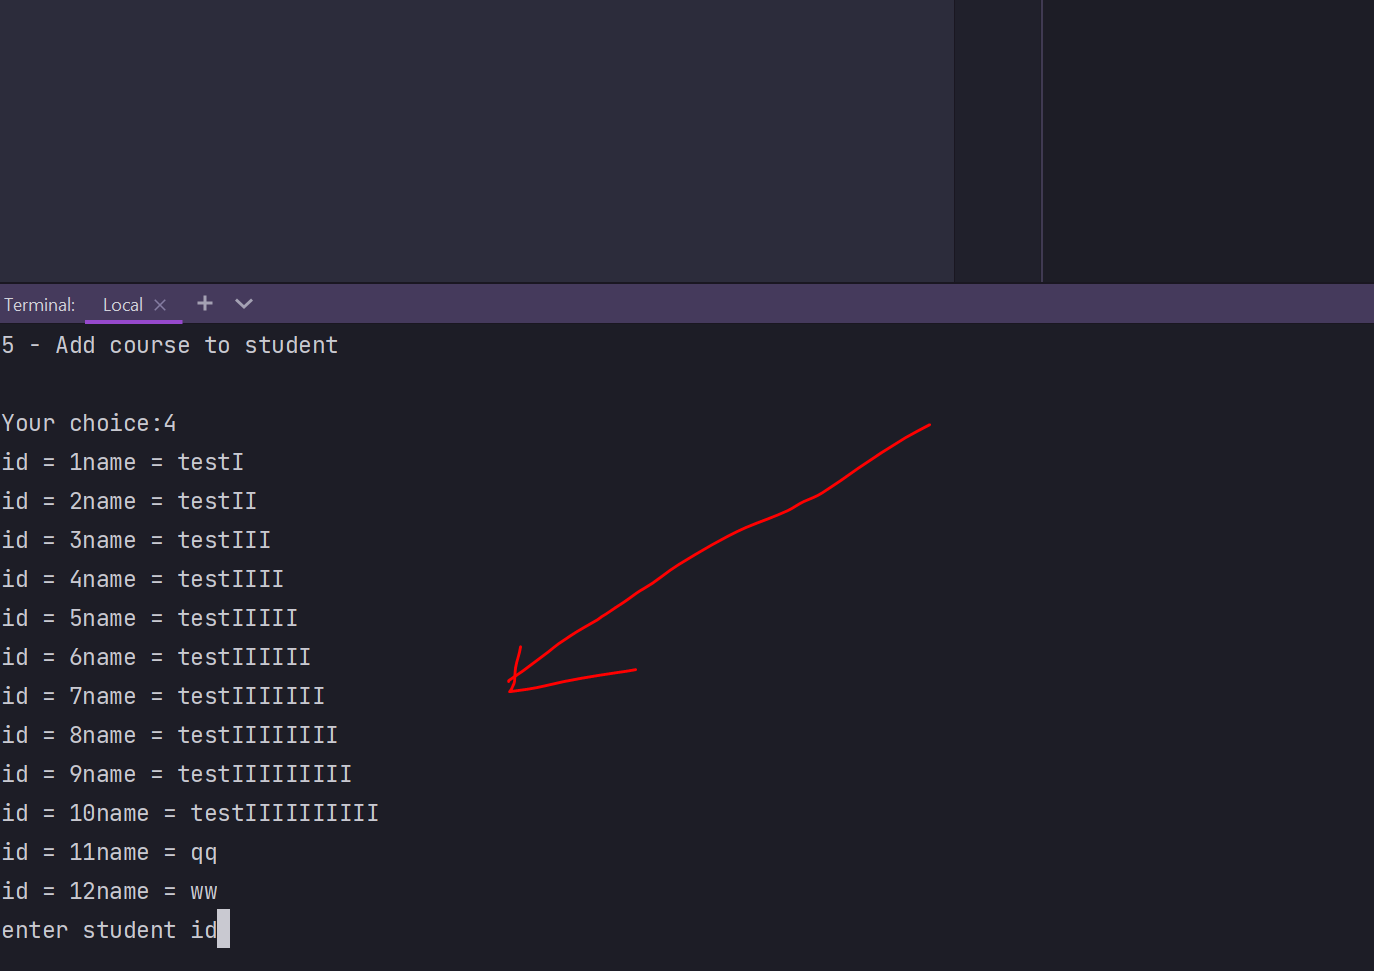 Terminal: Local
5 - Add course to student
Your choice:4
id = 1name = testI
id = 2name = testII
id = 3name = testIII
id = 4name = testIIII
id = 5name = testIIIII
id = 6name = testIIIIII
id = 7name = testIIIIIII
id = 8name = testIIIIIIII
id = 9name = testIIIIIIIII
id = 10name = testIIIIIIIIII
id = 11name = qq
id = 12name = ww
enter student id